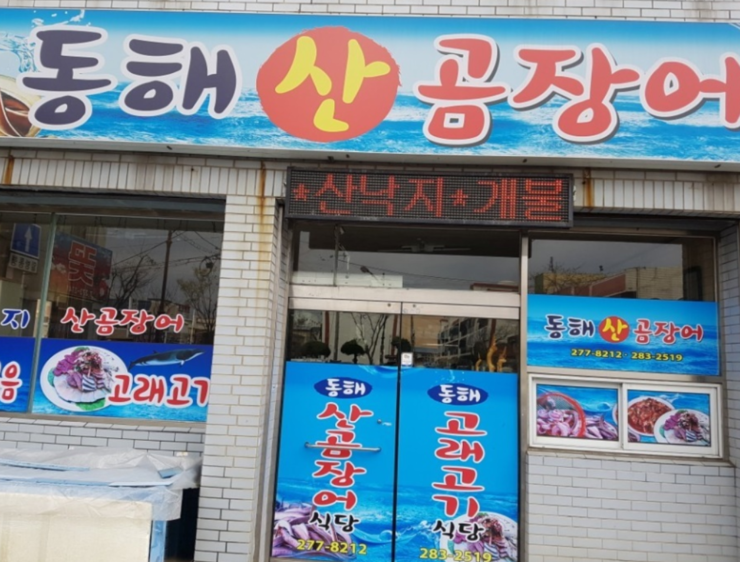 동해 산 곰장어
*산낙지*개불
지 산곰장어
음 고래고기
동해
산곰장어
식당
277-8212
동해
고래고기
식당
283-2519
동해 산 곰장어
277-8212 283-2519